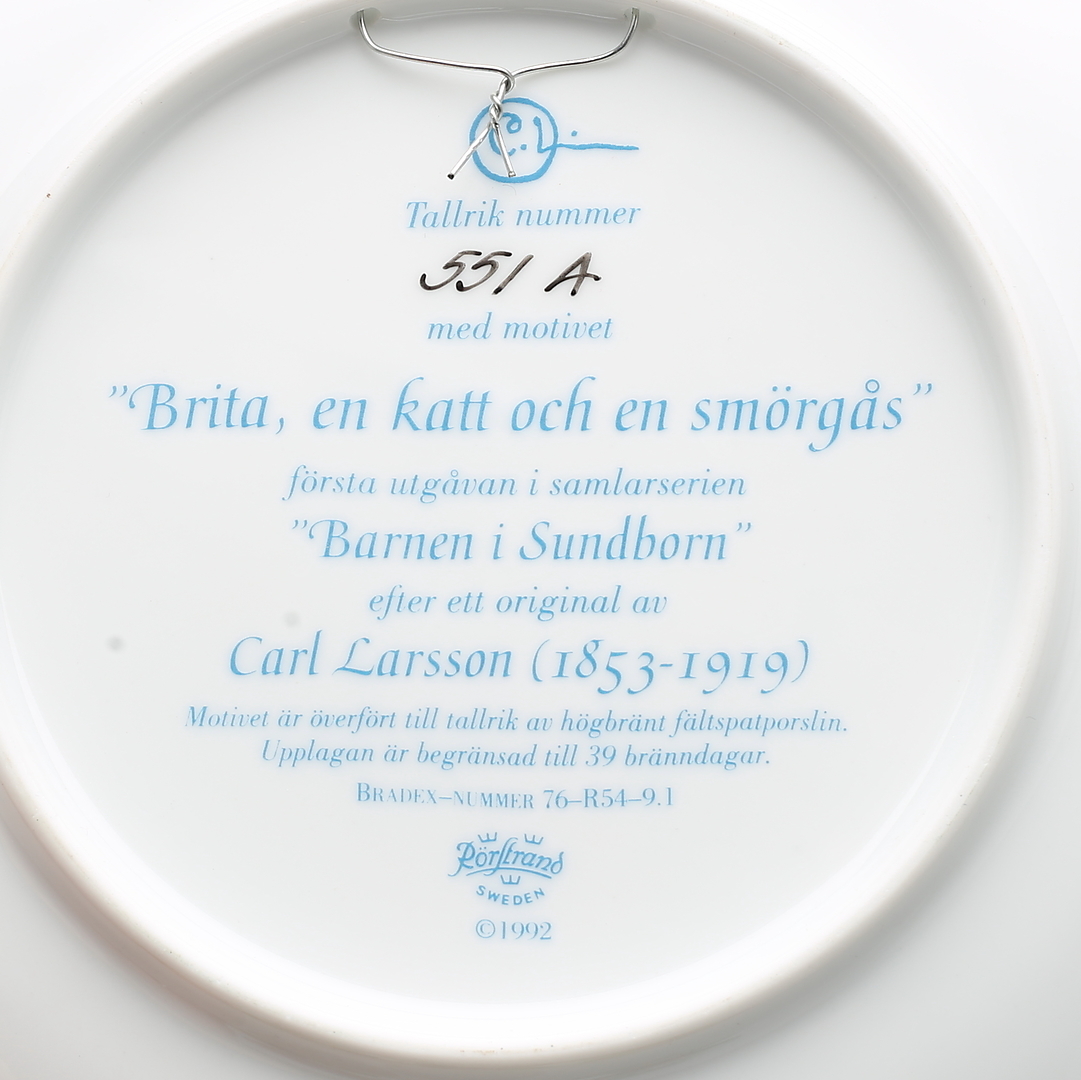 C.L.
Tallrik nummer
551 A
med motivet
"Brita, en katt och en smörgås"
första utgåvan i samlarserien
"Barnen i Sundborn"
efter ett original av
Carl Larsson (1853-1919)
Motivet är överfört till tallrik av högbränt fältspatporslin.
Upplagan är begränsad till 39 bränndagar.
BRADEX-NUMMER 76-R54-9.1
Rörstrand
SWEDEN
©1992